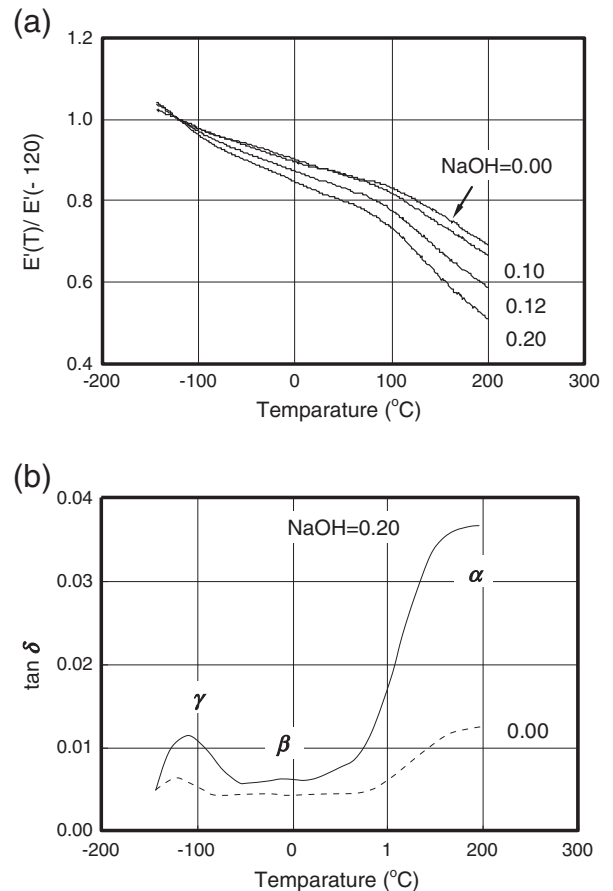 (a)
1.2
1.0
0.8
0.6
0.4
E'(T)/ E'(- 120)
NaOH=0.00
0.10
0.12
0.20
-200 -100 0 100 200 300
Temparature (°C)
(b)
0.04
0.03
0.02
0.01
0.00
tan δ
NaOH=0.20
α
γ
β
0.00
-200 -100 0 1 200 300
Temparature (°C)